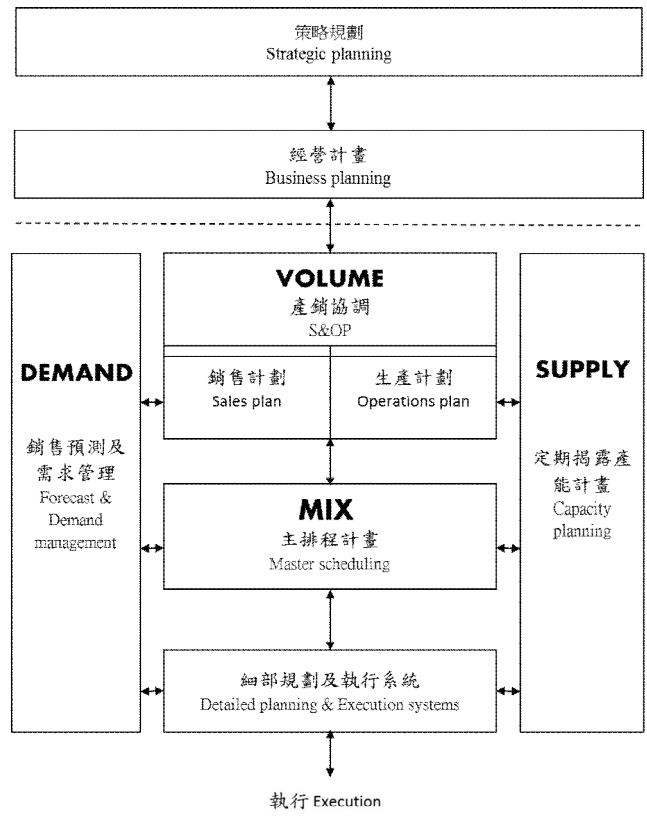 策略規劃
Strategic planning
經營計畫
Business planning
VOLUME
產銷協調
S&OP
銷售計劃
Sales plan
生產計劃
Operations plan
DEMAND
銷售預測及
需求管理
Forecast &
Demand
management
SUPPLY
定期揭露產
能計畫
Capacity
planning
MIX
主排程計畫
Master scheduling
細部規劃及執行系統
Detailed planning & Execution systems
執行 Execution